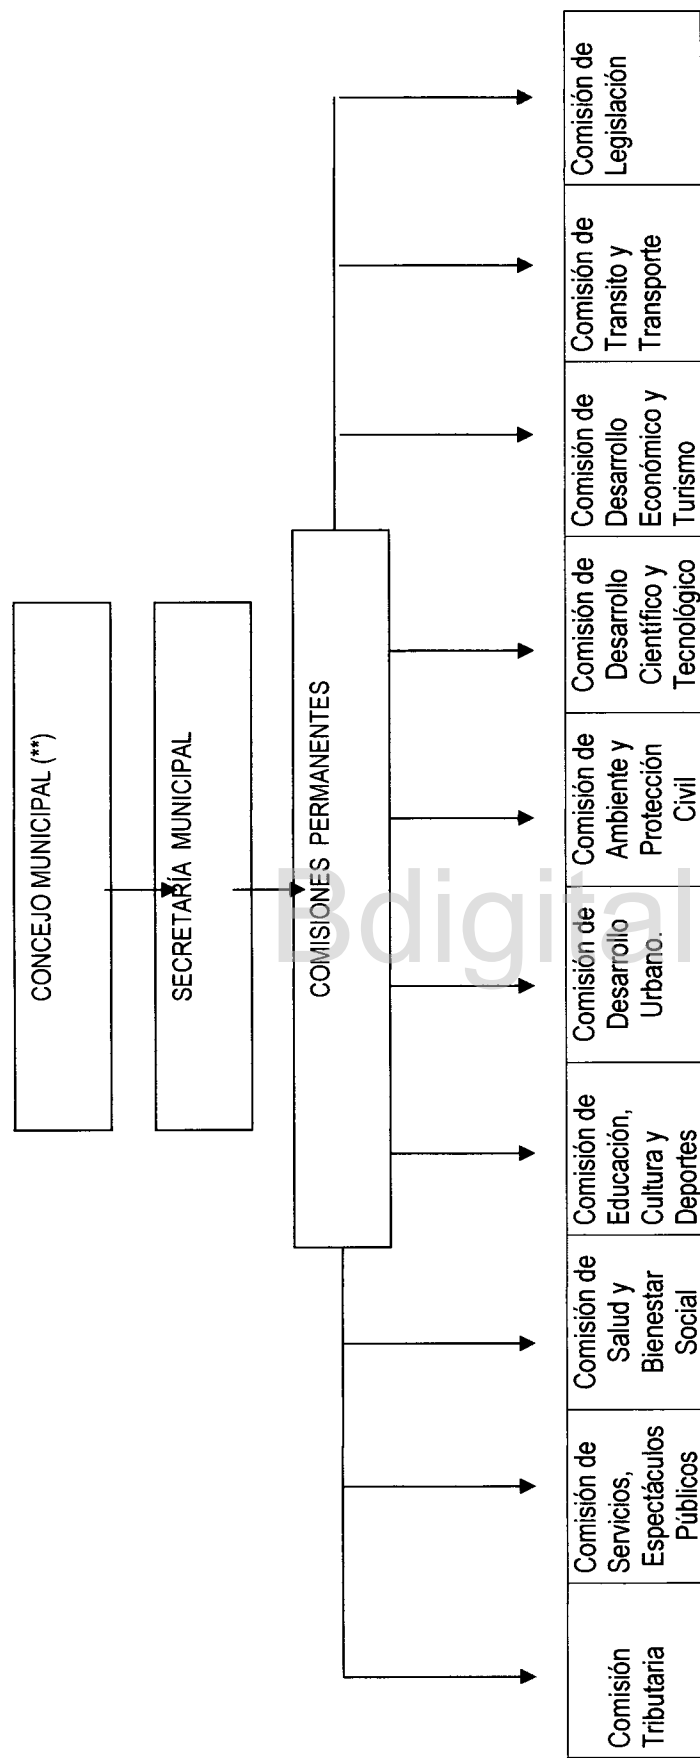 CONCEJO MUNICIPAL (**)
SECRETARÍA MUNICIPAL
COMISIONES PERMANENTES
Comisión
Tributaria
Comisión de
Servicios,
Espectáculos
Públicos
Comisión de
Salud y
Bienestar
Social
Comisión de
Educación,
Cultura y
Deportes
Comisión de
Desarrollo
Urbano.
Comisión de
Ambiente y
Protección
Civil
Comisión de
Desarrollo
Científico y
Tecnológico
Comisión de
Desarrollo
Económico y
Turismo
Comisión de
Transito y
Transporte
Comisión de
Legislación
Bdigital